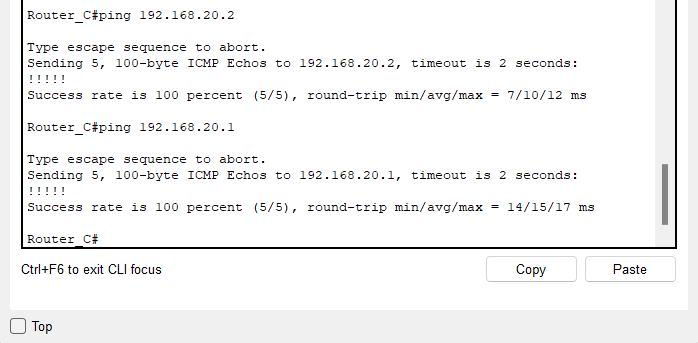 Router_C#ping 192.168.20.2
Type escape sequence to abort.
Sending 5, 100-byte ICMP Echos to 192.168.20.2, timeout is 2 seconds:
!!!!!
Success rate is 100 percent (5/5), round-trip min/avg/max = 7/10/12 ms
Router_C#ping 192.168.20.1
Type escape sequence to abort.
Sending 5, 100-byte ICMP Echos to 192.168.20.1, timeout is 2 seconds:
!!!!!
Success rate is 100 percent (5/5), round-trip min/avg/max = 14/15/17 ms
Router_C#
Ctrl+F6 to exit CLI focus
Copy
Paste
Top